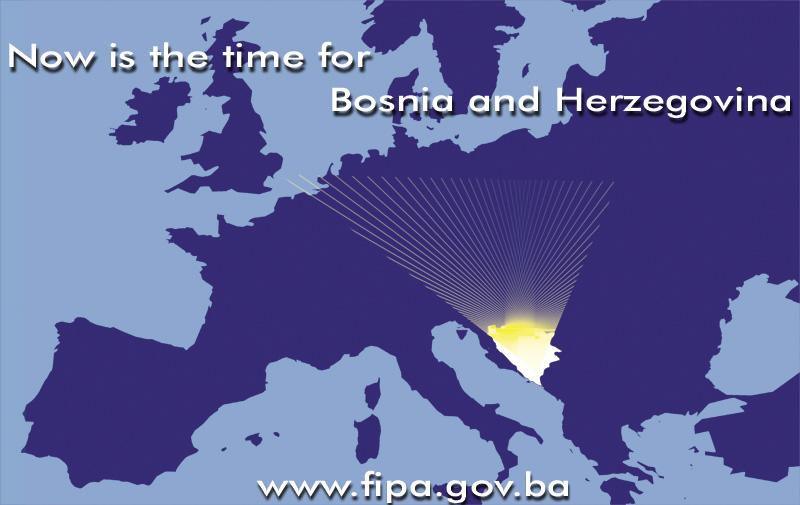 Now is the time for
Bosnia and Herzegovina
www.fipa.gov.ba